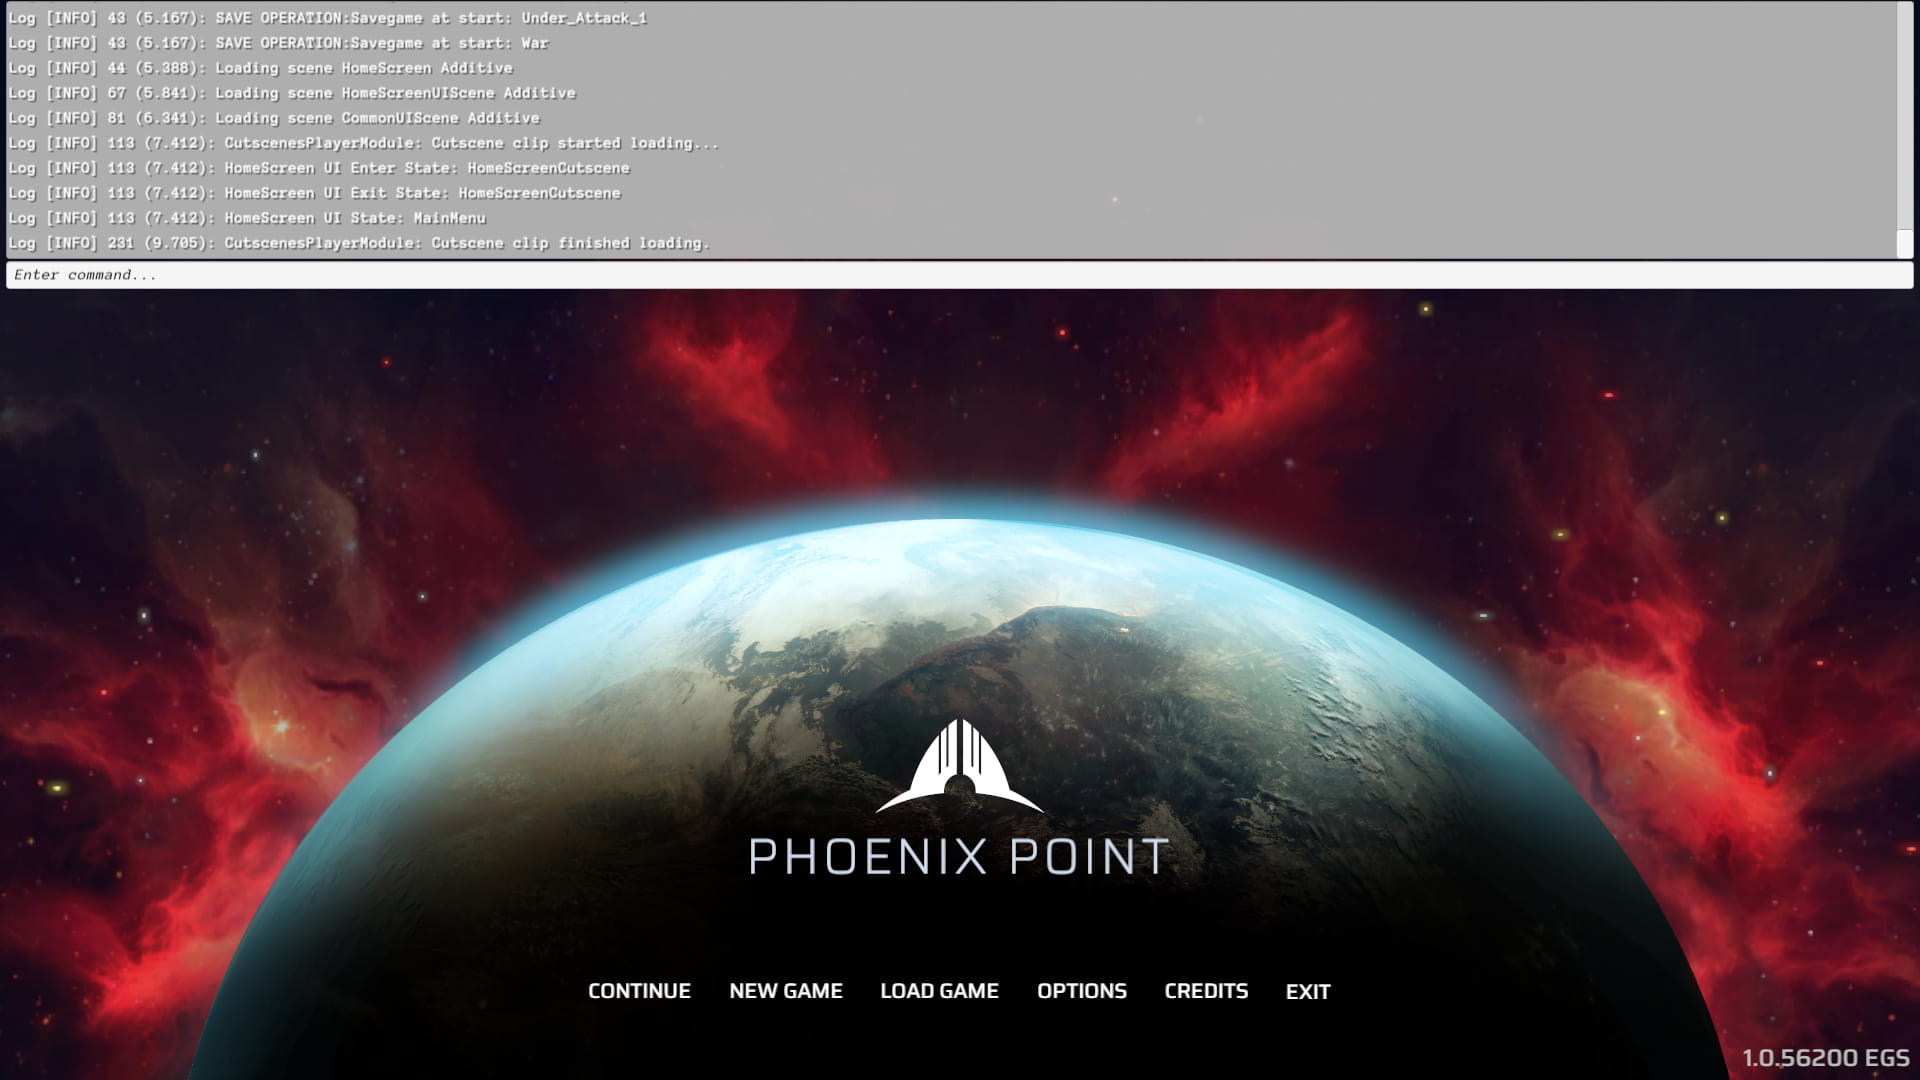 Log [INFO] 43 (5.167): SAVE OPERATION:Savegame at start: Under_Attack_1
Log [INFO] 43 (5.167): SAVE OPERATION:Savegame at start: War
Log [INFO] 44 (5.388): Loading scene HomeScreen Additive
Log [INFO] 67 (5.841): Loading scene HomeScreenUIScene Additive
Log [INFO] 81 (6.341): Loading scene CommonUIScene Additive
Log [INFO] 113 (7.412): CutscenesPlayerModule: Cutscene clip started loading...
Log [INFO] 113 (7.412): HomeScreen UI Enter State: HomeScreenCutscene
Log [INFO] 113 (7.412): HomeScreen UI Exit State: HomeScreenCutscene
Log [INFO] 113 (7.412): HomeScreen UI State: MainMenu
Log [INFO] 231 (9.705): CutscenesPlayerModule: Cutscene clip finished loading.
Enter command...
PHOENIX POINT
CONTINUE NEW GAME LOAD GAME OPTIONS CREDITS EXIT
1.0.56200 EGS